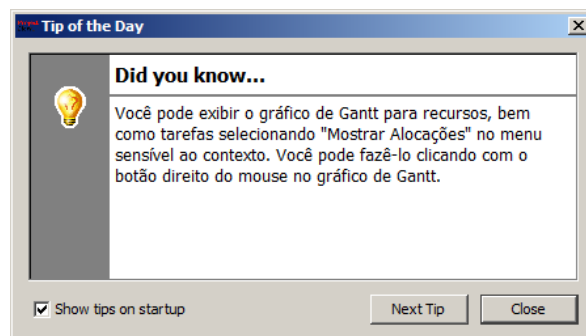 Tip of the Day
Did you know...
Você pode exibir o gráfico de Gantt para recursos, bem
como tarefas selecionando "Mostrar Alocações" no menu
sensível ao contexto. Você pode fazê-lo clicando com o
botão direito do mouse no gráfico de Gantt.
Show tips on startup
Next Tip
Close